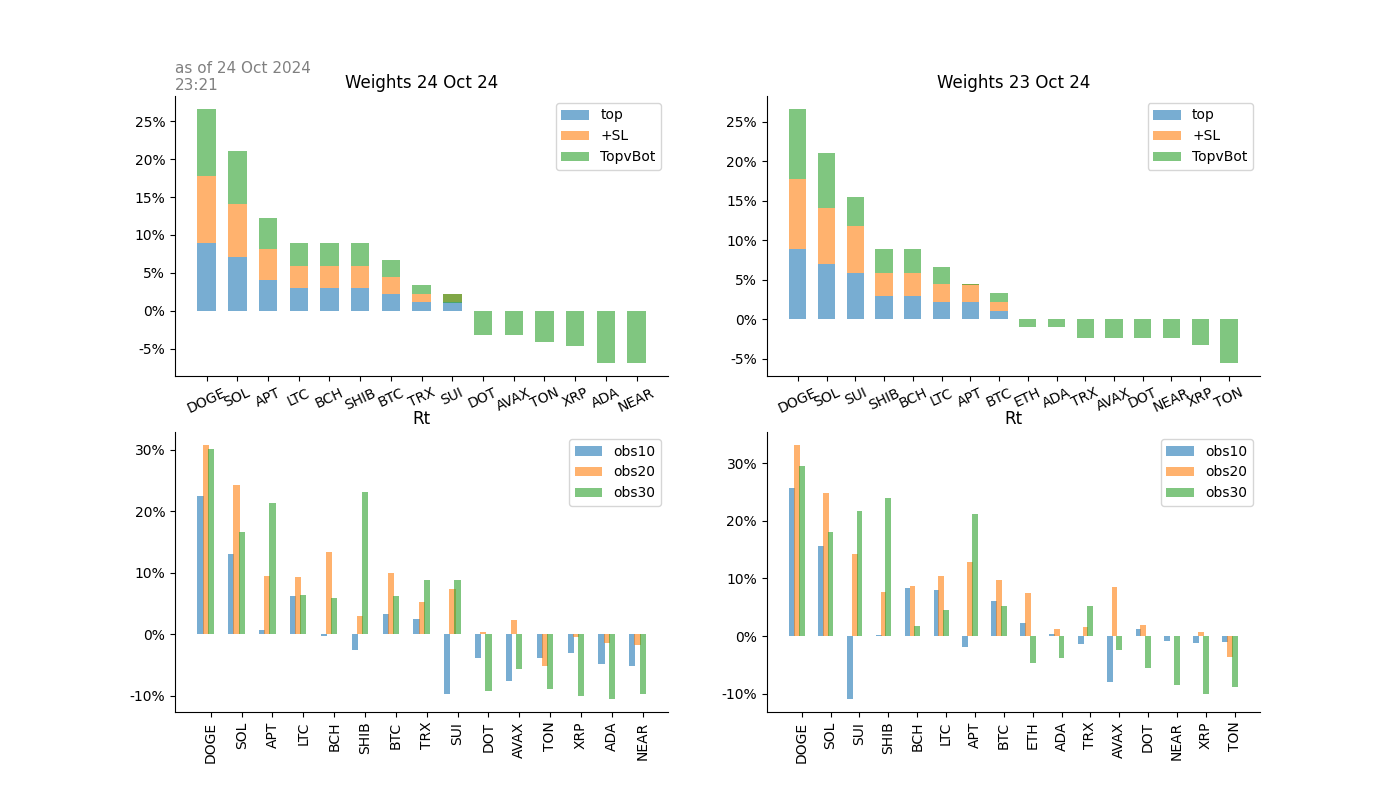 as of 24 Oct 2024
23:21
Weights 24 Oct 24
top
+SL
TopvBot
25%
20%
15%
10%
5%
0%
-5%
DOGE SOL APT LTC BCH SHIB BTC TRX SUI DOT AVAX TON XRP ADA NEAR
Weights 23 Oct 24
top
+SL
TopvBot
25%
20%
15%
10%
5%
0%
-5%
DOGE SOL SUI SHIB BCH LTC APT BTC ETH ADA TRX AVAX DOT NEAR XRP TON
Rt
obs10
obs20
obs30
30%
20%
10%
0%
-10%
DOGE SOL APT LTC BCH SHIB BTC TRX SUI DOT AVAX TON XRP ADA NEAR
Rt
obs10
obs20
obs30
30%
20%
10%
0%
-10%
DOGE SOL SUI SHIB BCH LTC APT BTC ETH ADA TRX AVAX DOT NEAR XRP TON